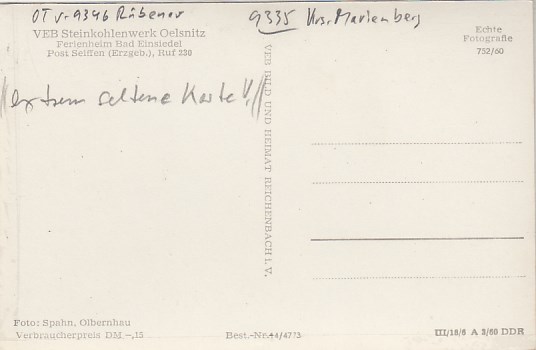 OT v. 9346 Rübenau
9335 Krs. Marienberg
VEB Steinkohlenwerk Oelsnitz
Ferienheim Bad Einsiedel
Post Seiffen (Erzgeb.), Ruf 230
Echte
Fotografie
752/60
extrem seltene Karte !!!
VEB BILD UND HEIMAT REICHENBACH I. V.
Foto: Spahn, Olbernhau
Verbraucherpreis DM -,15
Best.-Nr. 44/4773
III/18/6 A 3/60 DDR